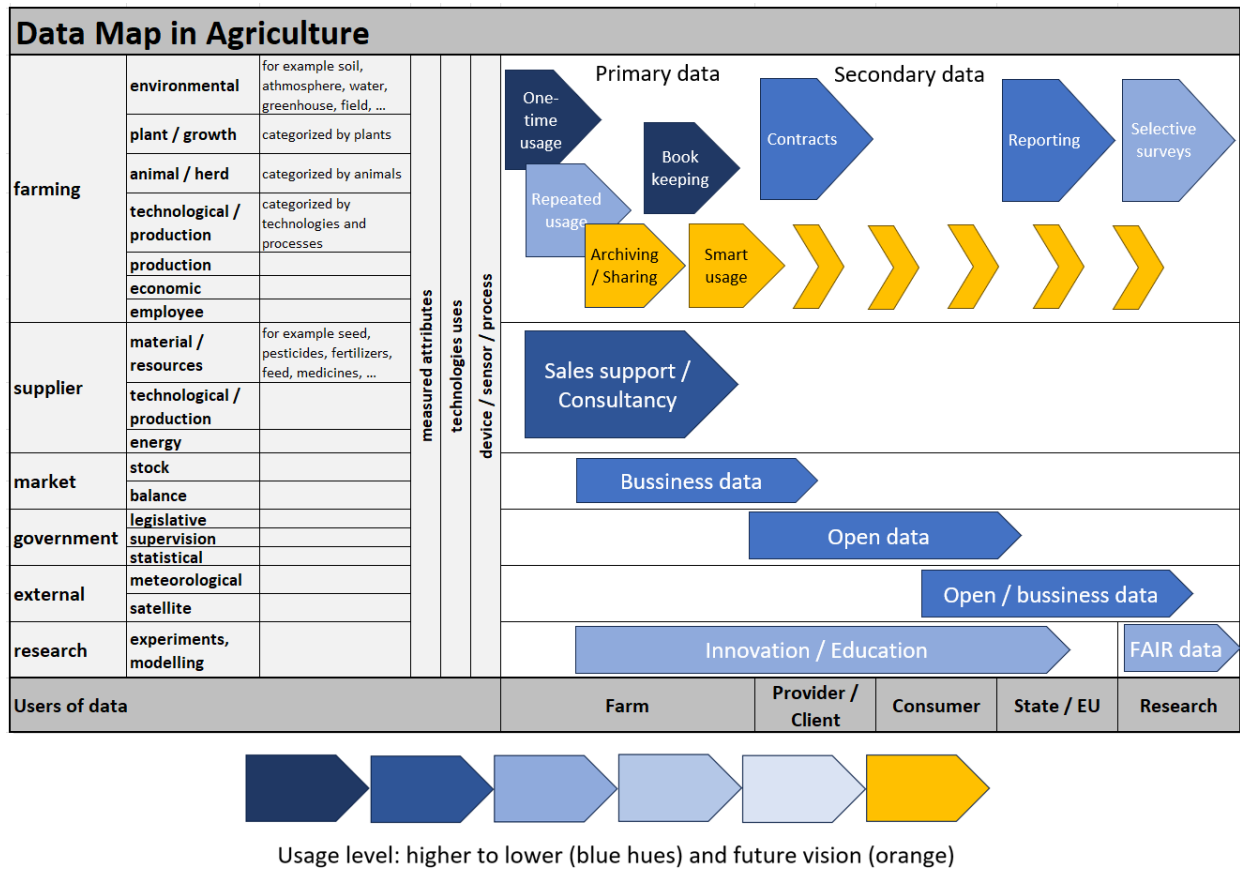 Data Map in Agriculture
farming
environmental
for example soil,
athmosphere, water,
greenhouse, field, ...
plant / growth
categorized by plants
animal / herd
categorized by animals
technological /
production
categorized by
technologies and
processes
production
economic
employee
supplier
material /
resources
for example seed,
pesticides, fertilizers,
feed, medicines, ...
technological /
production
energy
market
stock
balance
government
legislative
supervision
statistical
external
meteorological
satellite
research
experiments,
modelling
measured attributes
technologies uses
device / sensor / process
Primary data
Secondary data
One-
time
usage
Repeated
usage
Book
keeping
Archiving
/ Sharing
Smart
usage
Contracts
Reporting
Selective
surveys
Sales support /
Consultancy
Bussiness data
Open data
Open / bussiness data
Innovation / Education
FAIR data
Users of data
Farm
Provider /
Client
Consumer
State / EU
Research
Usage level: higher to lower (blue hues) and future vision (orange)